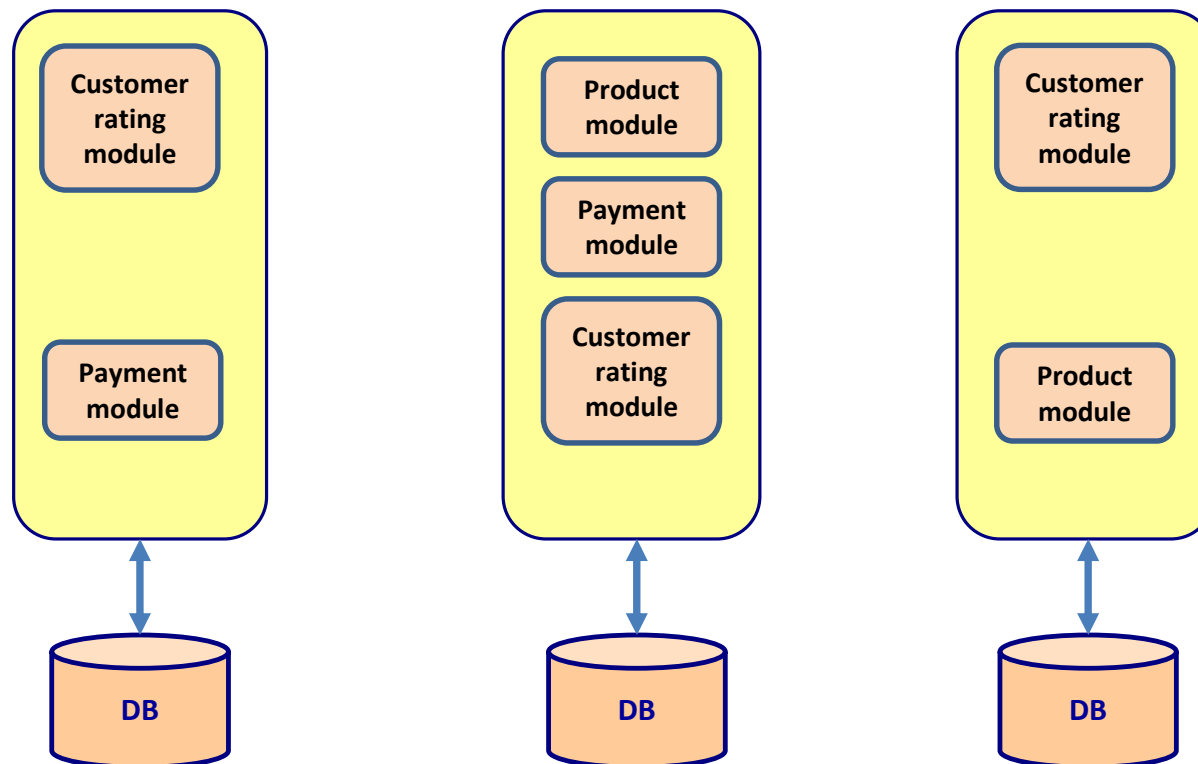 Customer
rating
module
Payment
module
DB
Product
module
Payment
module
Customer
rating
module
DB
Customer
rating
module
Product
module
DB